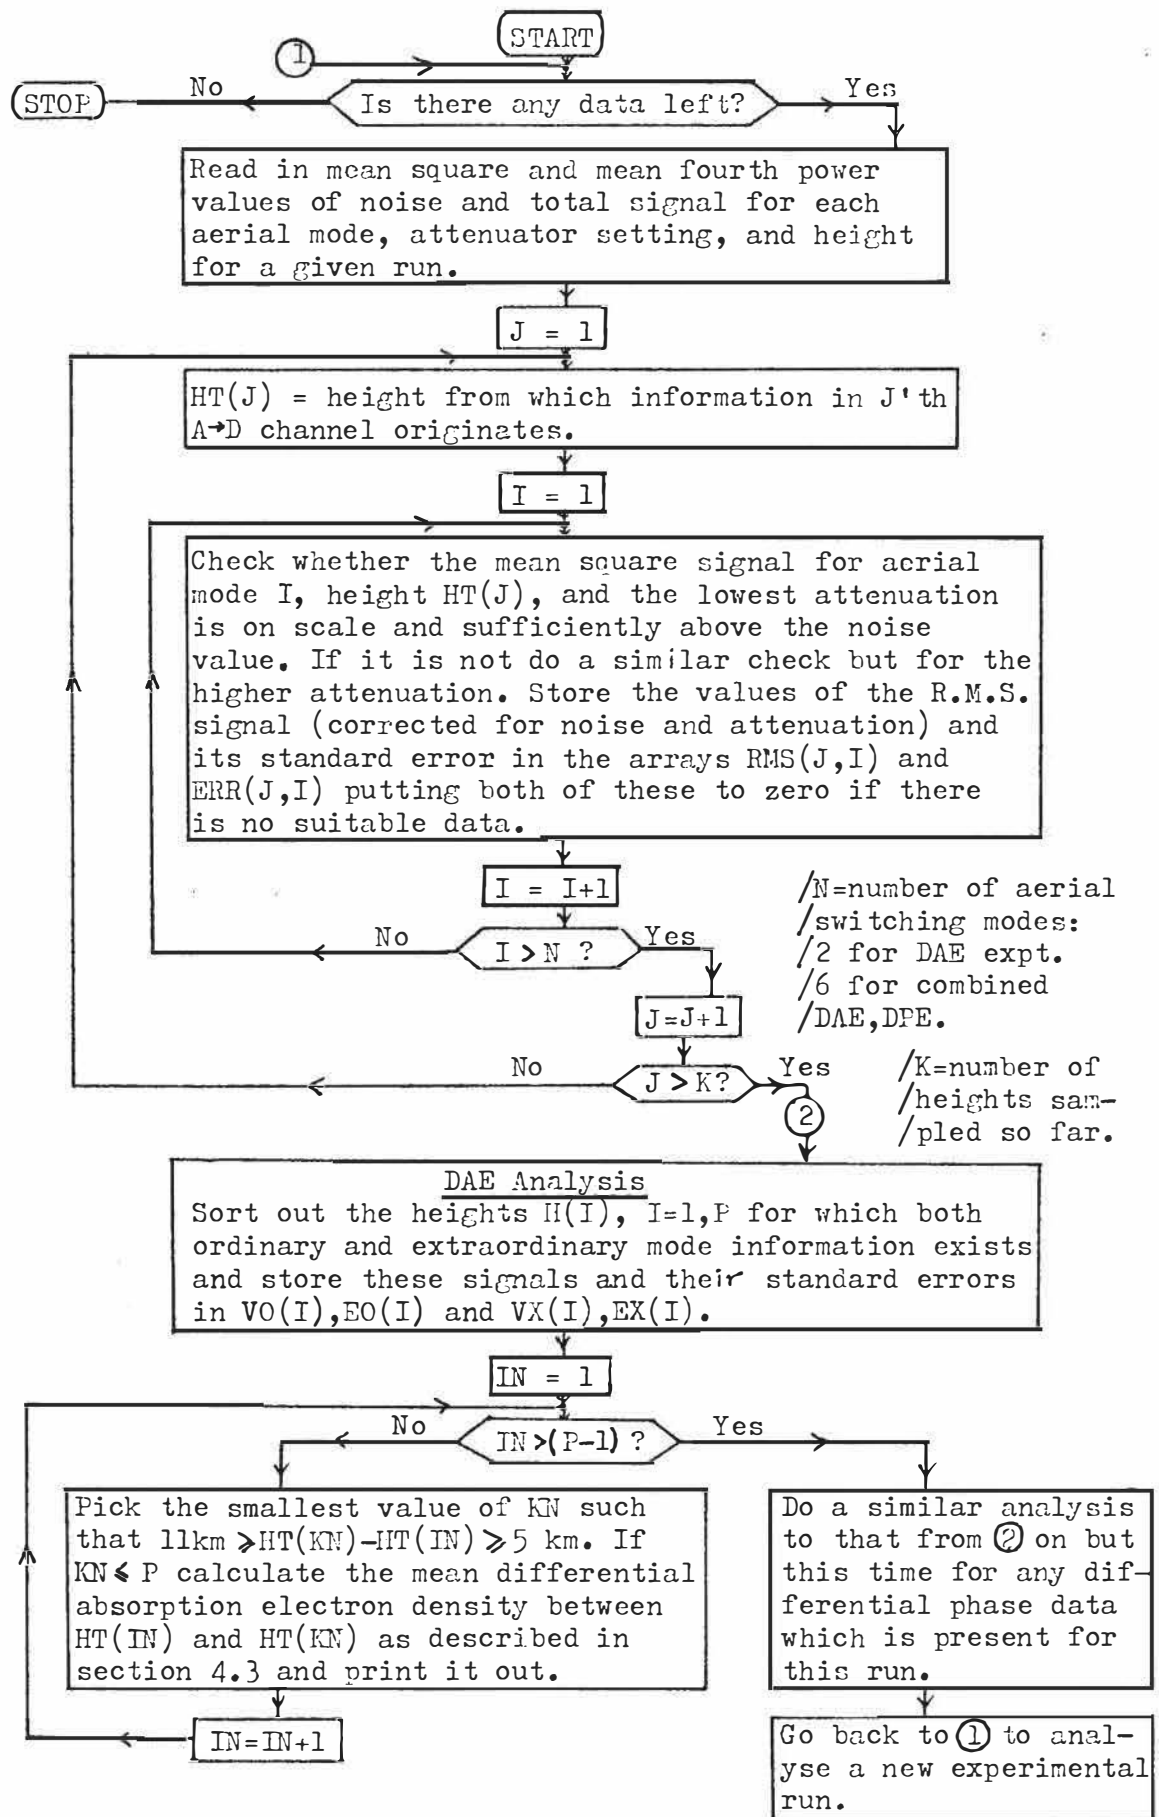 START
1
No
STOP
Is there any data left?
Yes
Read in mean square and mean fourth power
values of noise and total signal for each
aerial mode, attenuator setting, and height
for a given run.
J = 1
HT(J) = height from which information in J'th
A→D channel originates.
I = 1
Check whether the mean square signal for aerial
mode I, height HT(J), and the lowest attenuation
is on scale and sufficiently above the noise
value. If it is not do a similar check but for the
higher attenuation. Store the values of the R.M.S.
signal (corrected for noise and attenuation) and
its standard error in the arrays RMS(J,I) and
ERR(J,I) putting both of these to zero if there
is no suitable data.
I = I+1
No
I > N ?
Yes
/N=number of aerial
/switching modes:
/2 for DAE expt.
/6 for combined
/DAE,DPE.
J=J+1
No
J > K?
Yes
2
/K=number of
/heights sam-
/pled so far.
DAE Analysis
Sort out the heights H(I), I=1,P for which both
ordinary and extraordinary mode information exists
and store these signals and their standard errors
in VO(I),EO(I) and VX(I),EX(I).
IN = 1
No
IN >(P-1) ?
Yes
Pick the smallest value of KN such
that 11km ⩾HT(KN)-HT(IN)⩾5 km. If
KN⩽ P calculate the mean differential
absorption electron density between
HT(IN) and HT(KN) as described in
section 4.3 and print it out.
IN=IN+1
Do a similar analysis
to that from ② on but
this time for any dif-
ferential phase data
which is present for
this run.
Go back to ① to anal-
yse a new experimental
run.